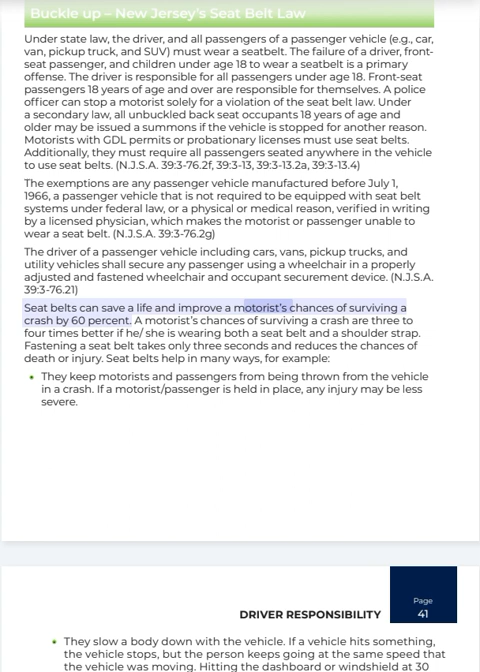 Buckle up – New Jersey's Seat Belt Law
Under state law, the driver, and all passengers of a passenger vehicle (e.g., car,
van, pickup truck, and SUV) must wear a seatbelt. The failure of a driver, front-
seat passenger, and children under age 18 to wear a seatbelt is a primary
offense. The driver is responsible for all passengers under age 18. Front-seat
passengers 18 years of age and over are responsible for themselves. A police
officer can stop a motorist solely for a violation of the seat belt law. Under
a secondary law, all unbuckled back seat occupants 18 years of age and
older may be issued a summons if the vehicle is stopped for another reason.
Motorists with GDL permits or probationary licenses must use seat belts.
Additionally, they must require all passengers seated anywhere in the vehicle
to use seat belts. (N.J.S.A. 39:3-76.2f, 39:3-13, 39:3-13.2a, 39:3-13.4)
The exemptions are any passenger vehicle manufactured before July 1,
1966, a passenger vehicle that is not required to be equipped with seat belt
systems under federal law, or a physical or medical reason, verified in writing
by a licensed physician, which makes the motorist or passenger unable to
wear a seat belt. (N.J.S.A. 39:3-76.2g)
The driver of a passenger vehicle including cars, vans, pickup trucks, and
utility vehicles shall secure any passenger using a wheelchair in a properly
adjusted and fastened wheelchair and occupant securement device. (N.J.S.A.
39:3-76.21)
Seat belts can save a life and improve a motorist's chances of surviving a
crash by 60 percent. A motorist's chances of surviving a crash are three to
four times better if he/ she is wearing both a seat belt and a shoulder strap.
Fastening a seat belt takes only three seconds and reduces the chances of
death or injury. Seat belts help in many ways, for example:
• They keep motorists and passengers from being thrown from the vehicle
in a crash. If a motorist/passenger is held in place, any injury may be less
severe.
Page
DRIVER RESPONSIBILITY 41
• They slow a body down with the vehicle. If a vehicle hits something,
the vehicle stops, but the person keeps going at the same speed that
the vehicle was moving. Hitting the dashboard or windshield at 30